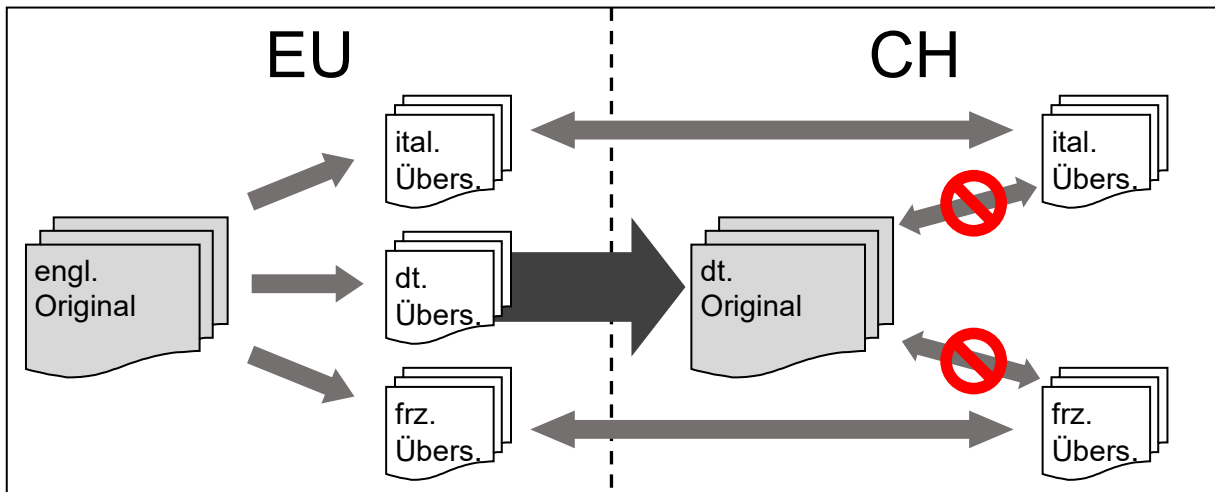 EU
CH
ital.
Übers.
ital.
Übers.
engl.
Original
dt.
Übers.
dt.
Original
frz.
Übers.
frz.
Übers.